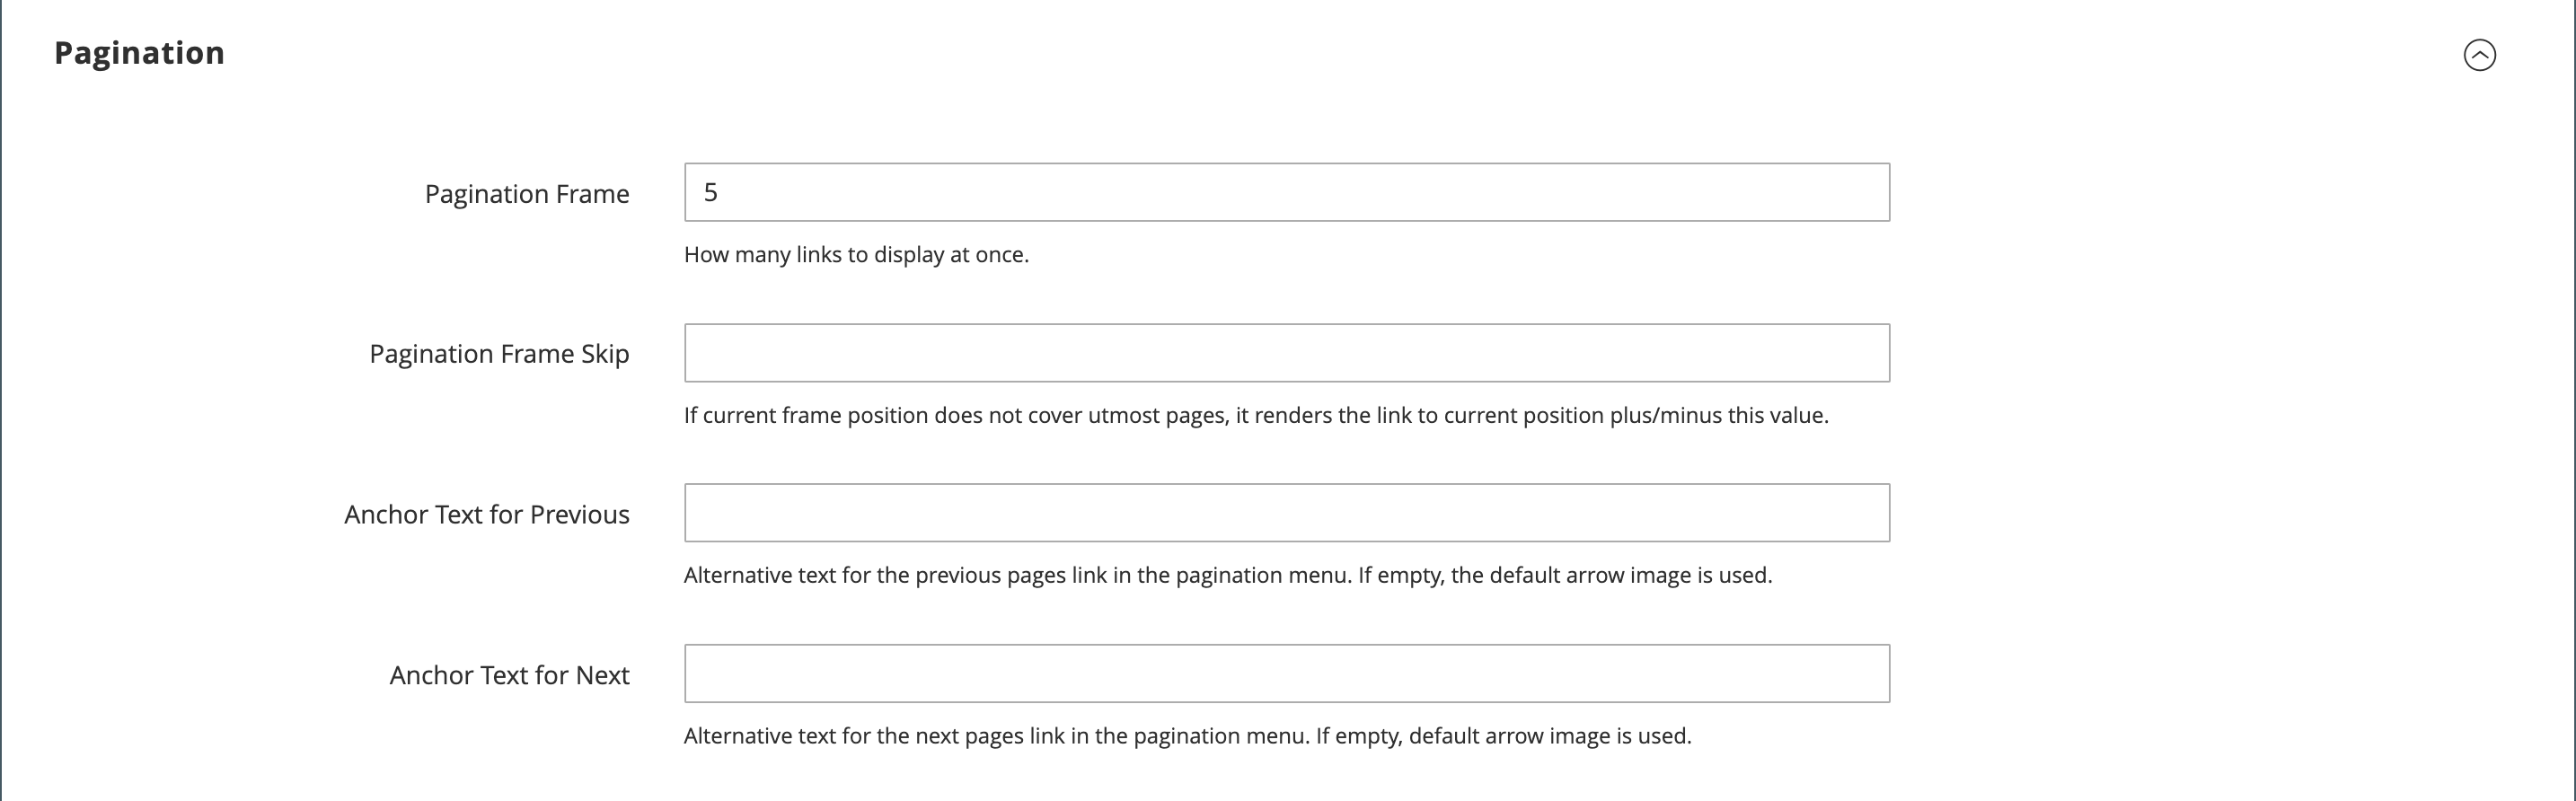 Pagination
Pagination Frame
5
How many links to display at once.
Pagination Frame Skip
If current frame position does not cover utmost pages, it renders the link to current position plus/minus this value.
Anchor Text for Previous
Alternative text for the previous pages link in the pagination menu. If empty, the default arrow image is used.
Anchor Text for Next
Alternative text for the next pages link in the pagination menu. If empty, default arrow image is used.